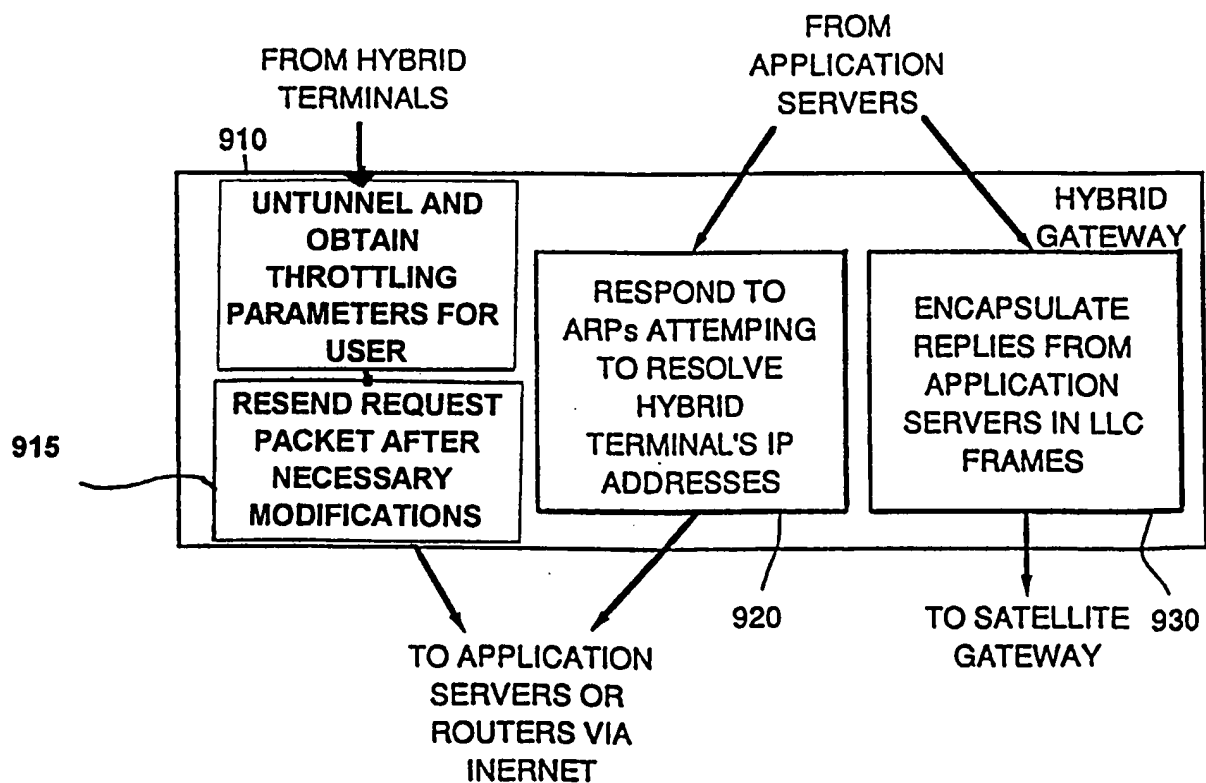 FROM HYBRID
TERMINALS
FROM
APPLICATION
SERVERS
910
HYBRID
GATEWAY
UNTUNNEL AND
OBTAIN
THROTTLING
PARAMETERS FOR
USER
RESEND REQUEST
PACKET AFTER
NECESSARY
MODIFICATIONS
915
RESPOND TO
ARPs ATTEMPING
TO RESOLVE
HYBRID
TERMINAL'S IP
ADDRESSES
ENCAPSULATE
REPLIES FROM
APPLICATION
SERVERS IN LLC
FRAMES
920
930
TO APPLICATION
SERVERS OR
ROUTERS VIA
INERNET
TO SATELLITE
GATEWAY